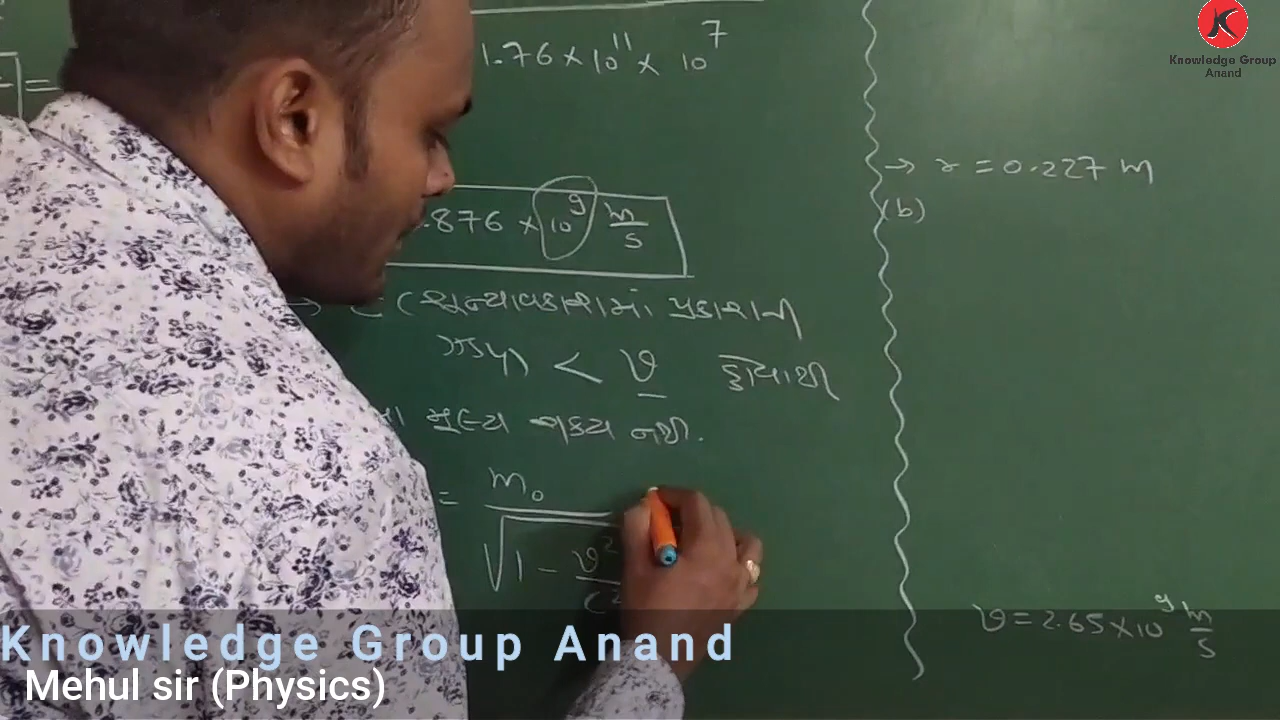 1.76 × 10¹¹ × 10⁷
.876 × 10⁹ m/s
C (શૂન્યાવકાશમાં પ્રકાશની
ઝડપ) < v હોવાથી
મૂલ્ય શક્ય નથી.
= m₀ / √1 - v²/c²
→ r = 0.227 m
(b)
v = 2.65 × 10⁹ m/s
Knowledge Group
Anand
Knowledge Group Anand
Mehul sir (Physics)